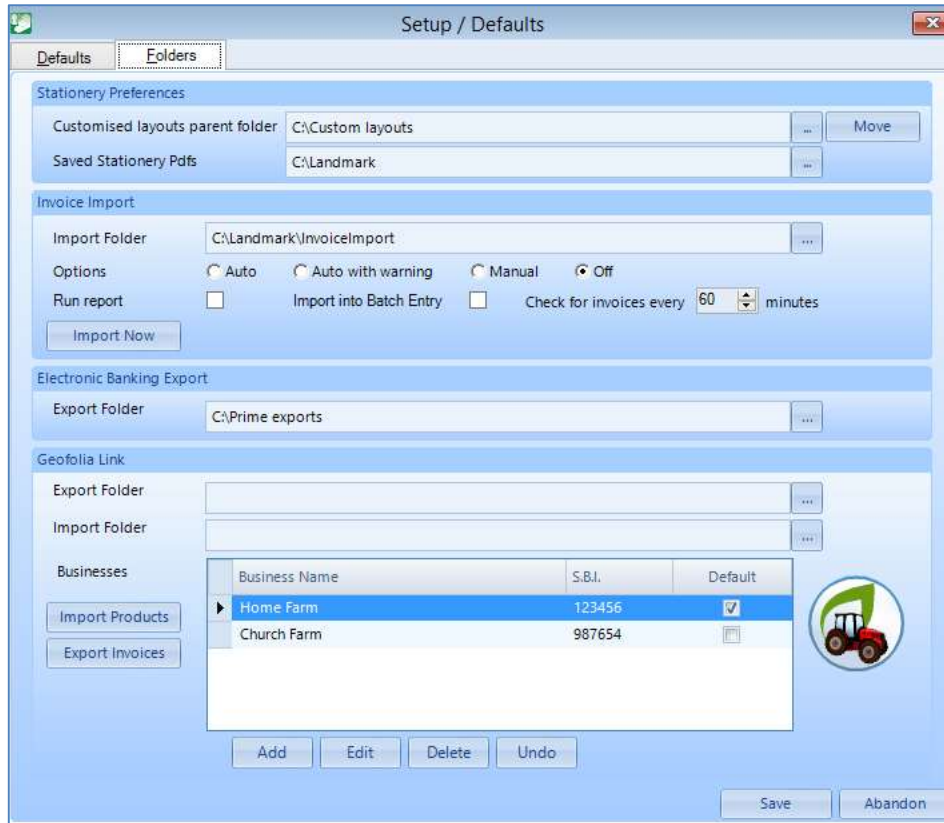 Setup / Defaults
Defaults Folders
Stationery Preferences
Customised layouts parent folder C:\Custom layouts ... Move
Saved Stationery Pdfs C:\Landmark ...
Invoice Import
Import Folder C:\Landmark\InvoiceImport ...
Options Auto Auto with warning Manual Off
Run report Import into Batch Entry Check for invoices every 60 minutes
Import Now
Electronic Banking Export
Export Folder C:\Prime exports ...
Geofolia Link
Export Folder ...
Import Folder ...
Businesses Business Name S.B.I. Default
Import Products Home Farm 123456
Church Farm 987654
Export Invoices
Add Edit Delete Undo
Save Abandon